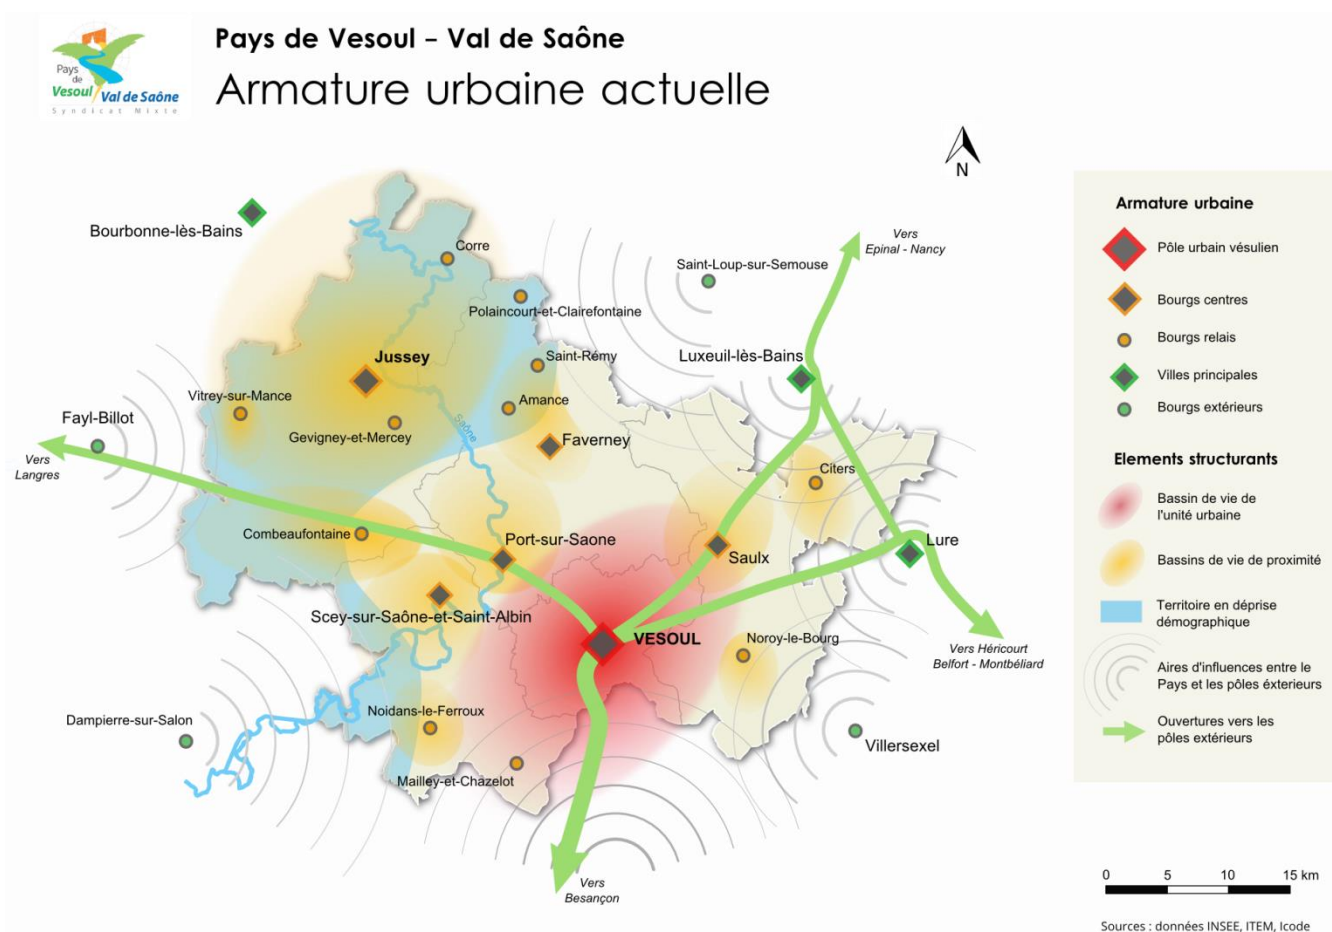 Pays de Vesoul – Val de Saône
Armature urbaine actuelle
Pays
de
Vesoul
Val de Saône
Syndicat Mixte
N
Bourbonne-lès-Bains
Corre
Polaincourt-et-Clairefontaine
Saint-Loup-sur-Semouse
Vers
Epinal - Nancy
Jussey
Saint-Rémy
Luxeuil-lès-Bains
Vitrey-sur-Mance
Amance
Fayl-Billot
Gevigney-et-Mercey
Saône
Faverney
Vers
Langres
Citers
Combeaufontaine
Port-sur-Saone
Saulx
Lure
Scey-sur-Saône-et-Saint-Albin
VESOUL
Noroy-le-Bourg
Vers Héricourt
Belfort - Montbéliard
Dampierre-sur-Salon
Noidans-le-Ferroux
Villersexel
Mailley-et-Chazelot
Vers
Besançon
Armature urbaine
Pôle urbain vésulien
Bourgs centres
Bourgs relais
Villes principales
Bourgs extérieurs
Elements structurants
Bassin de vie de
l'unité urbaine
Bassins de vie de proximité
Territoire en déprise
démographique
Aires d'influences entre le
Pays et les pôles éxterieurs
Ouvertures vers les
pôles extérieurs
0 5 10 15 km
Sources : données INSEE, ITEM, Icode